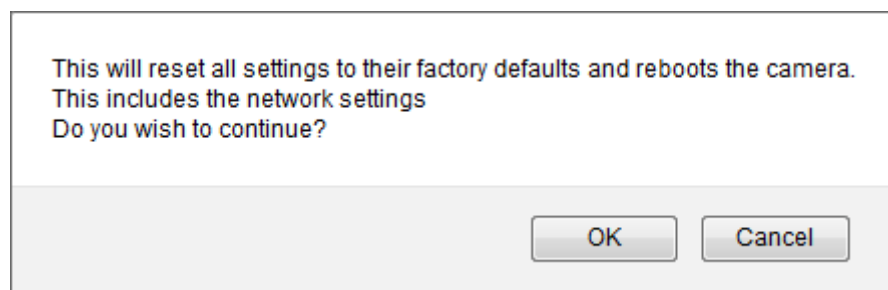 This will reset all settings to their factory defaults and reboots the camera.
This includes the network settings
Do you wish to continue?
OK
Cancel